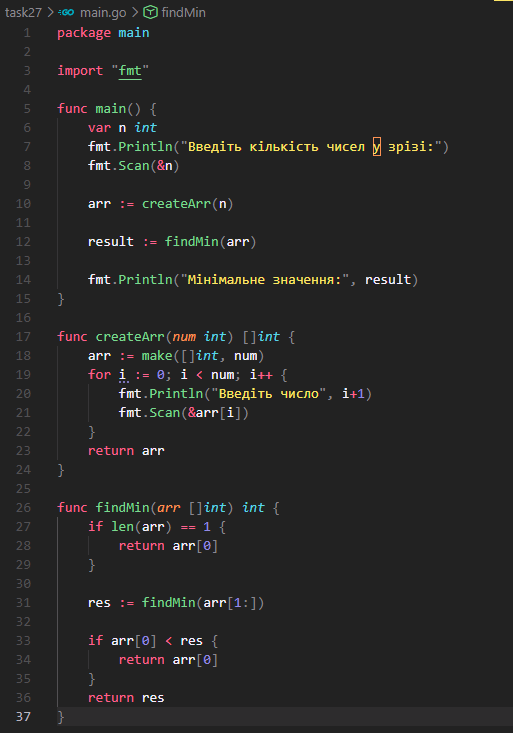 task27 > GO main.go > findMin
1 package main
2
3 import "fmt"
4
5 func main() {
6     var n int
7     fmt.Println("Введіть кількість чисел у зрізі:")
8     fmt.Scan(&n)
9
10     arr := createArr(n)
11
12     result := findMin(arr)
13
14     fmt.Println("Мінімальне значення:", result)
15 }
16
17 func createArr(num int) []int {
18     arr := make([]int, num)
19     for i := 0; i < num; i++ {
20         fmt.Println("Введіть число", i+1)
21         fmt.Scan(&arr[i])
22     }
23     return arr
24 }
25
26 func findMin(arr []int) int {
27     if len(arr) == 1 {
28         return arr[0]
29     }
30
31     res := findMin(arr[1:])
32
33     if arr[0] < res {
34         return arr[0]
35     }
36     return res
37 }